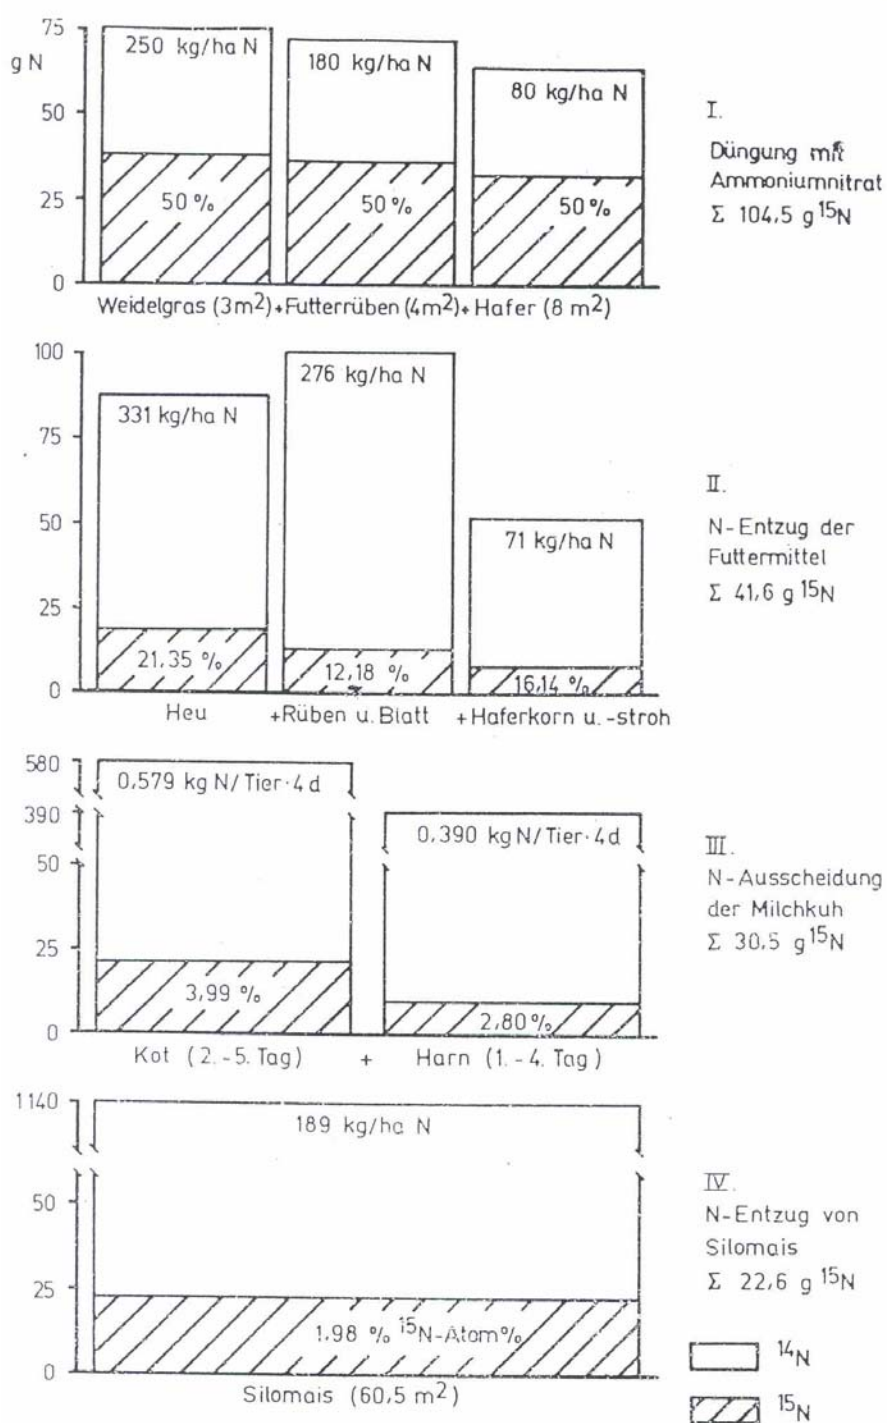 75
g N
50
25
0
250 kg/ha N
180 kg/ha N
80 kg/ha N
50 %
50 %
50 %
Weidelgras (3m²)+Futterrüben (4m²)+ Hafer (8 m²)
I.
Düngung mit
Ammoniumnitrat
Σ 104,5 g ¹⁵N
100
75
50
25
0
331 kg/ha N
276 kg/ha N
71 kg/ha N
21,35 %
12,18 %
16,14 %
Heu +Rüben u. Blatt +Haferkorn u. -stroh
II.
N-Entzug der
Futtermittel
Σ 41,6 g ¹⁵N
580
390
50
25
0
0,579 kg N/Tier·4 d
0,390 kg N/Tier·4d
3,99 %
2,80%
Kot (2.-5. Tag) + Harn (1.-4. Tag)
III.
N-Ausscheidung
der Milchkuh
Σ 30,5 g ¹⁵N
1140
50
25
0
189 kg/ha N
1,98 % ¹⁵N-Atom%
Silomais (60,5 m²)
IV.
N-Entzug von
Silomais
Σ 22,6 g ¹⁵N
¹⁴N
¹⁵N